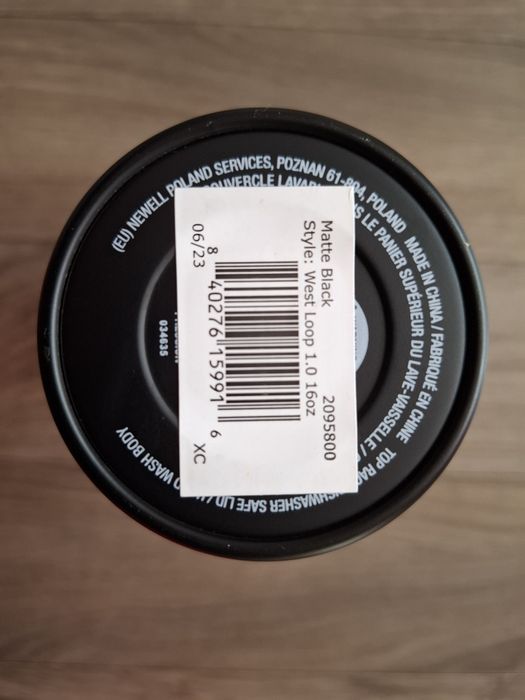 Matte Black 2095800
Style: West Loop 1.0 16oz
8 40276 15991 6
06/23 XC
(EU) NEWELL POLAND SERVICES, POZNAN 61-894, POLAND MADE IN CHINA / FABRIQUÉ EN CHINE TOP
DISHWASHER SAFE LID / WASH BODY
LE PANIER SUPÉRIEUR DU LAVE-VAISSELLE /
034635